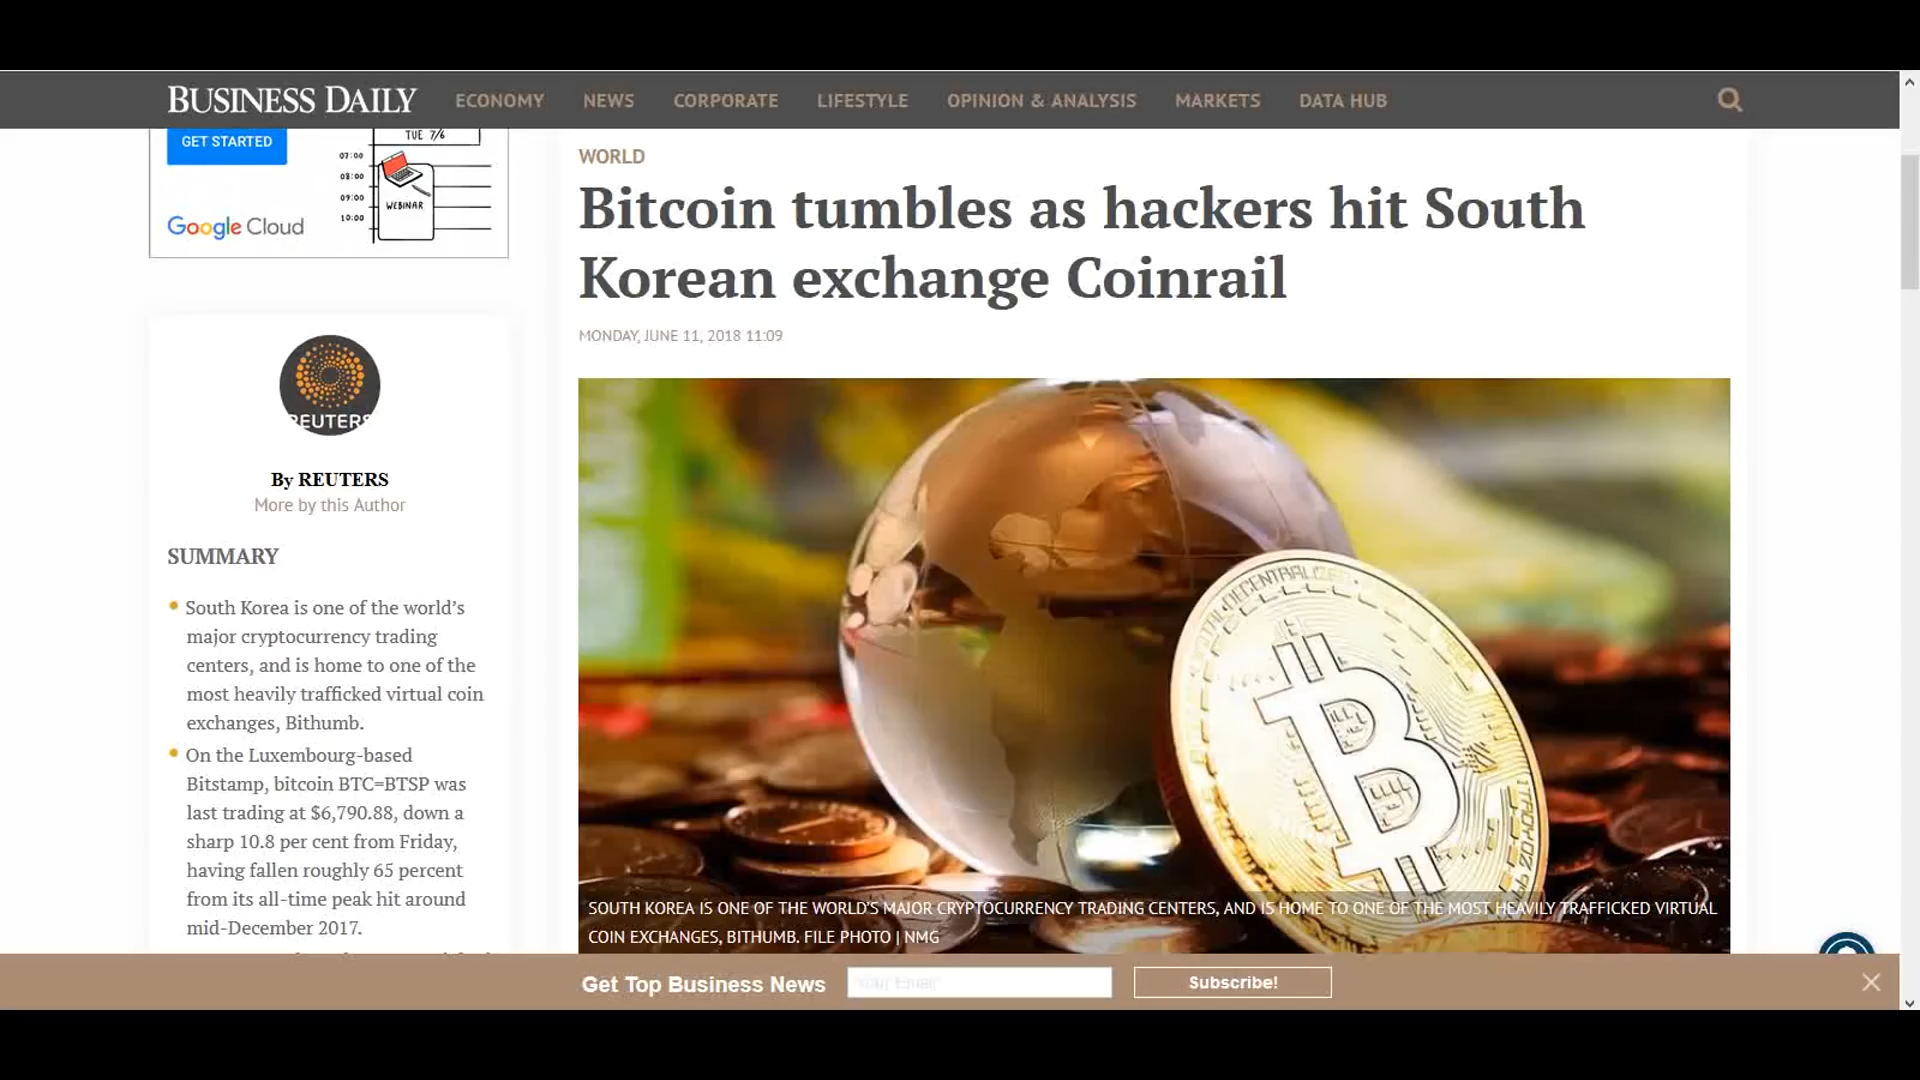 BUSINESS DAILY ECONOMY NEWS CORPORATE LIFESTYLE OPINION & ANALYSIS MARKETS DATA HUB
GET STARTED
Google Cloud
TUE 7/6
07:00
08:00
09:00
10:00
WEBINAR
REUTERS
By REUTERS
More by this Author
SUMMARY
• South Korea is one of the world’s
major cryptocurrency trading
centers, and is home to one of the
most heavily trafficked virtual coin
exchanges, Bithumb.
• On the Luxembourg-based
Bitstamp, bitcoin BTC=BTSP was
last trading at $6,790.88, down a
sharp 10.8 per cent from Friday,
having fallen roughly 65 percent
from its all-time peak hit around
mid-December 2017.
WORLD
Bitcoin tumbles as hackers hit South
Korean exchange Coinrail
MONDAY, JUNE 11, 2018 11:09
DECENTRALIZED
SOUTH KOREA IS ONE OF THE WORLD’S MAJOR CRYPTOCURRENCY TRADING CENTERS, AND IS HOME TO ONE OF THE MOST HEAVILY TRAFFICKED VIRTUAL
COIN EXCHANGES, BITHUMB. FILE PHOTO | NMG
Get Top Business News Your Email Subscribe!